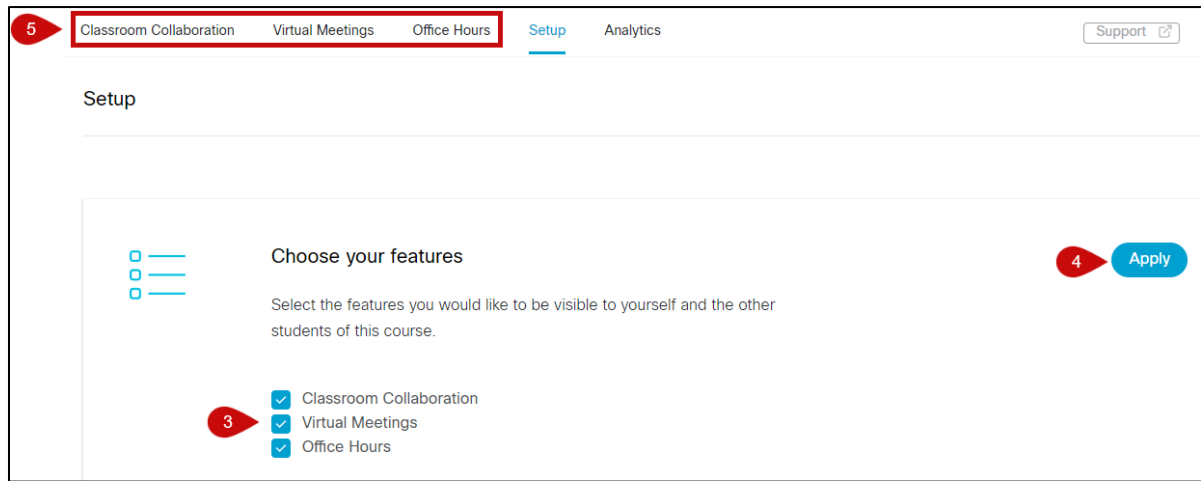 5 Classroom Collaboration Virtual Meetings Office Hours Setup Analytics Support
Setup
Choose your features
4 Apply
Select the features you would like to be visible to yourself and the other
students of this course.
Classroom Collaboration
3 Virtual Meetings
Office Hours